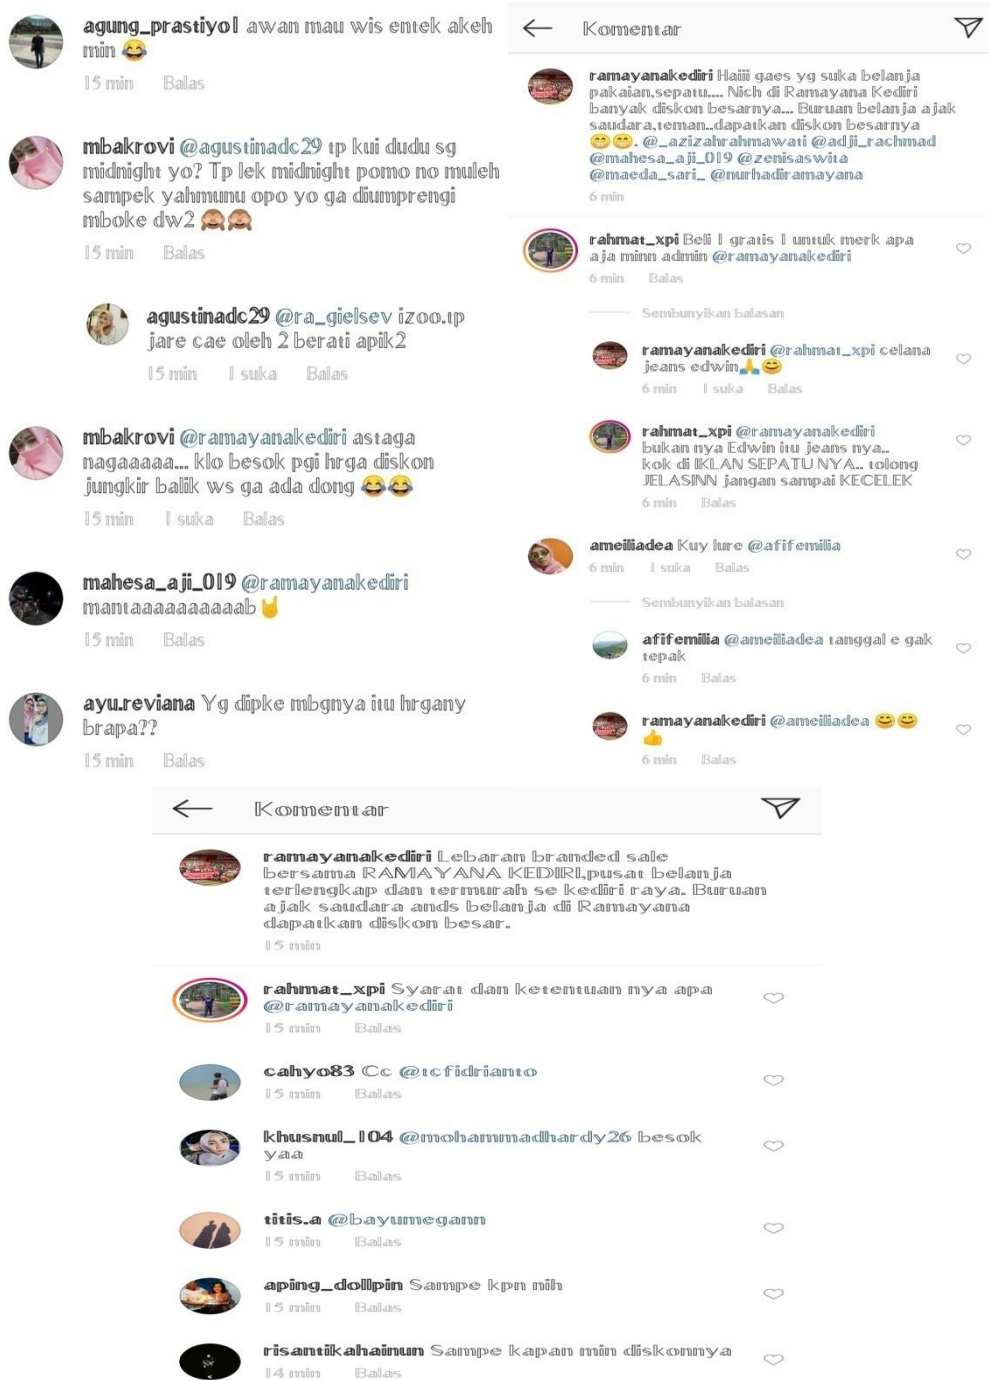 agung_prastiyo1 awan mau wis entek akeh
min 😂
15 min Balas
mbakrovi @agustinadc29 tp kui dudu sg
midnight yo? Tp lek midnight pomo no muleh
sampek yahmunu opo yo ga diumprengi
mboke dw2 🙈🙈
15 min Balas
agustinadc29 @ra_gielsev izoo.tp
jare cae oleh 2 berati apik2
15 min 1 suka Balas
mbakrovi @ramayanakediri astaga
nagaaaaa... klo besok pgi hrga diskon
jungkir balik ws ga ada dong 😂😂
15 min 1 suka Balas
mahesa_aji_019 @ramayanakediri
mantaaaaaaaaaab🤘
15 min Balas
ayu.reviana Yg dipke mbgnya itu hrgany
brapa??
15 min Balas
Komentar
ramayanakediri Haiii gaes yg suka belanja
pakaian,sepatu.... Nich di Ramayana Kediri
banyak diskon besarnya... Buruan belanja ajak
saudara,teman..dapatkan diskon besarnya
😁😁. @_azizahrahmawati @adji_rachmad
@mahesa_aji_019 @zenisaswita
@maeda_sari_ @nurhadiramayana
6 min
rahmat_xpi Beli 1 gratis 1 untuk merk apa
aja minn admin @ramayanakediri
6 min Balas
Sembunyikan balasan
ramayanakediri @rahmat_xpi celana
jeans edwin🙏😊
6 min 1 suka Balas
rahmat_xpi @ramayanakediri
bukan nya Edwin itu jeans nya..
kok di IKLAN SEPATU NYA.. tolong
JELASINN jangan sampai KECELEK
6 min Balas
ameiliadea Kuy lure @afifemilia
6 min 1 suka Balas
Sembunyikan balasan
afifemilia @ameiliadea tanggal e gak
tepak
6 min Balas
ramayanakediri @ameiliadea 😊😊
👍
6 min Balas
Komentar
ramayanakediri Lebaran branded sale
bersama RAMAYANA KEDIRI,pusat belanja
terlengkap dan termurah se kediri raya. Buruan
ajak saudara ands belanja di Ramayana
dapatkan diskon besar.
15 min
rahmat_xpi Syarat dan ketentuan nya apa
@ramayanakediri
15 min Balas
cahyo83 Cc @tcfidrianto
15 min Balas
khusnul_104 @mohammadhardy26 besok
yaa
15 min Balas
titis.a @bayumegann
15 min Balas
aping_dollpin Sampe kpn nih
15 min Balas
risantikahainun Sampe kapan min diskonnya
14 min Balas